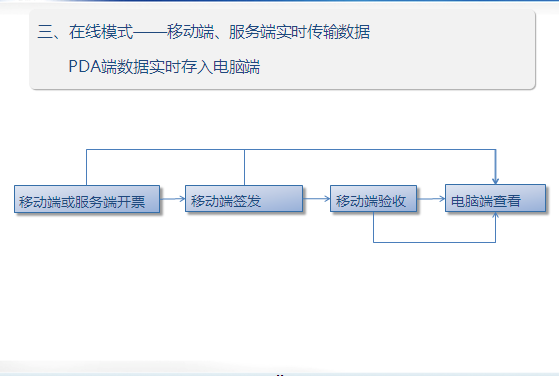 三、在线模式——移动端、服务端实时传输数据
PDA端数据实时存入电脑端
移动端或服务端开票
移动端签发
移动端验收
电脑端查看